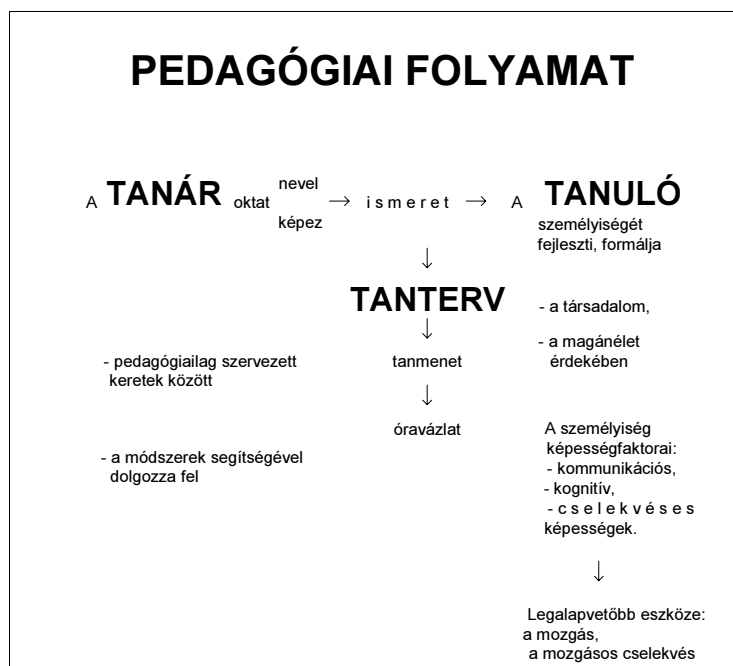 PEDAGÓGIAI FOLYAMAT
A TANÁR oktat nevel képez → i s m e r e t → A TANULÓ
személyiségét
fejleszti, formálja
↓
TANTERV
- a társadalom,
↓
- a magánélet
érdekében
- pedagógiailag szervezett
keretek között
tanmenet
↓
óravázlat
- a módszerek segítségével
dolgozza fel
A személyiség
képességfaktorai:
- kommunikációs,
- kognitív,
- c s e l e k v é s e s
képességek.
↓
Legalapvetőbb eszköze:
a mozgás,
a mozgásos cselekvés